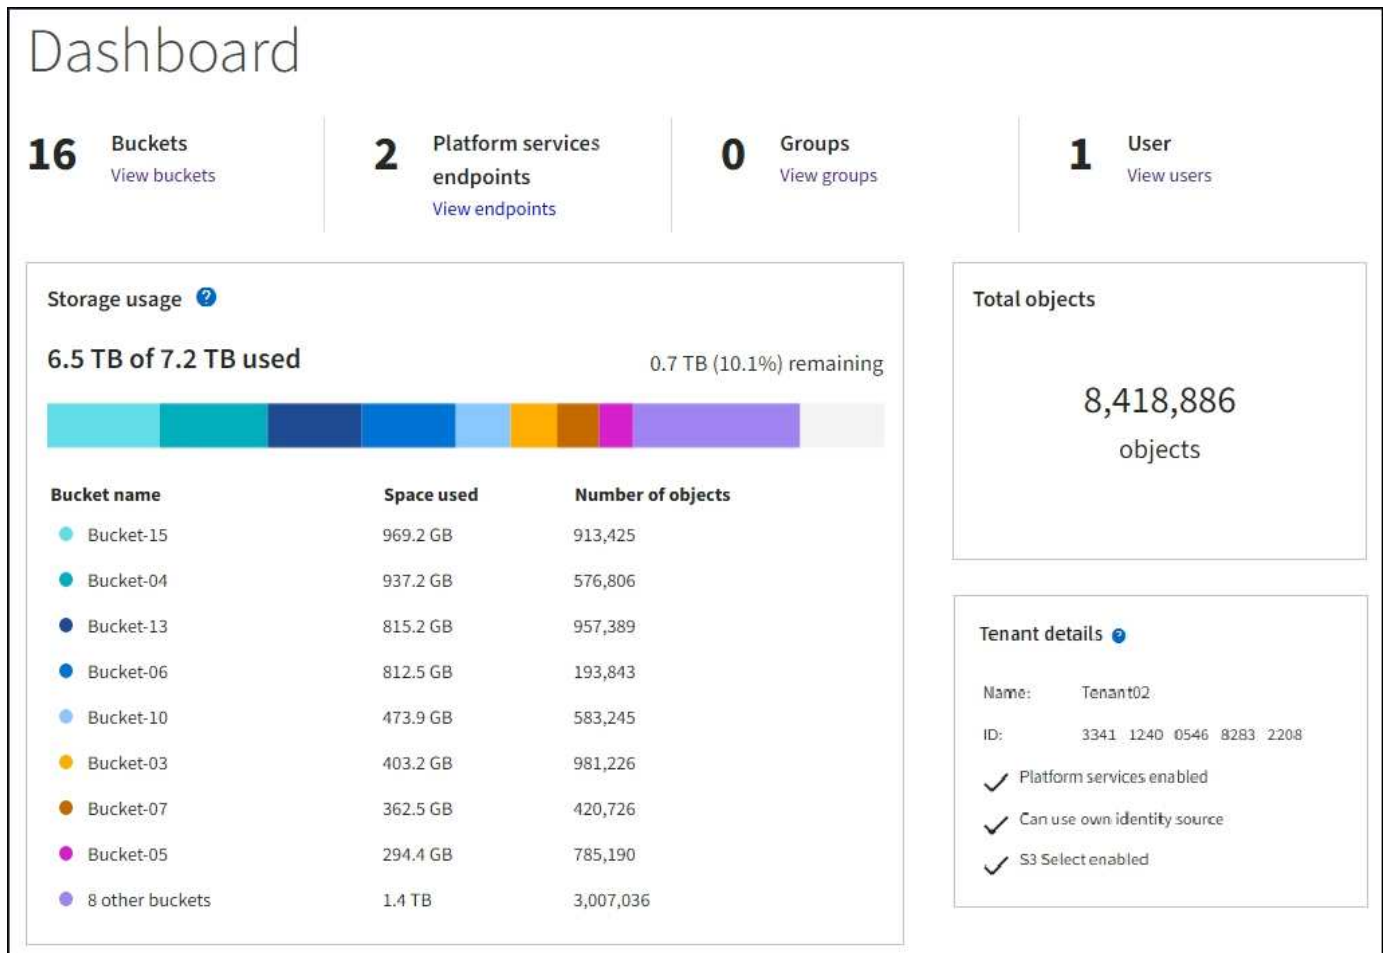 Dashboard
16 Buckets
View buckets
2 Platform services
endpoints
View endpoints
0 Groups
View groups
1 User
View users
Storage usage ?
6.5 TB of 7.2 TB used
0.7 TB (10.1%) remaining
Bucket name Space used Number of objects
Bucket-15 969.2 GB 913,425
Bucket-04 937.2 GB 576,806
Bucket-13 815.2 GB 957,389
Bucket-06 812.5 GB 193,843
Bucket-10 473.9 GB 583,245
Bucket-03 403.2 GB 981,226
Bucket-07 362.5 GB 420,726
Bucket-05 294.4 GB 785,190
8 other buckets 1.4 TB 3,007,036
Total objects
8,418,886
objects
Tenant details ?
Name: Tenant02
ID: 3341 1240 0546 8283 2208
Platform services enabled
Can use own identity source
S3 Select enabled